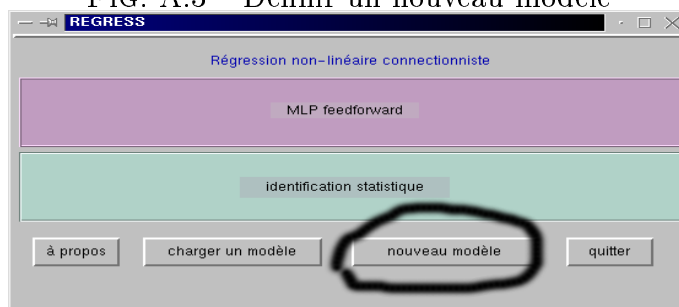 FIG. A.3 Définir un nouveau modèle
REGRESS
Régression non-linéaire connectionniste
MLP feedforward
identification statistique
à propos charger un modèle nouveau modèle quitter